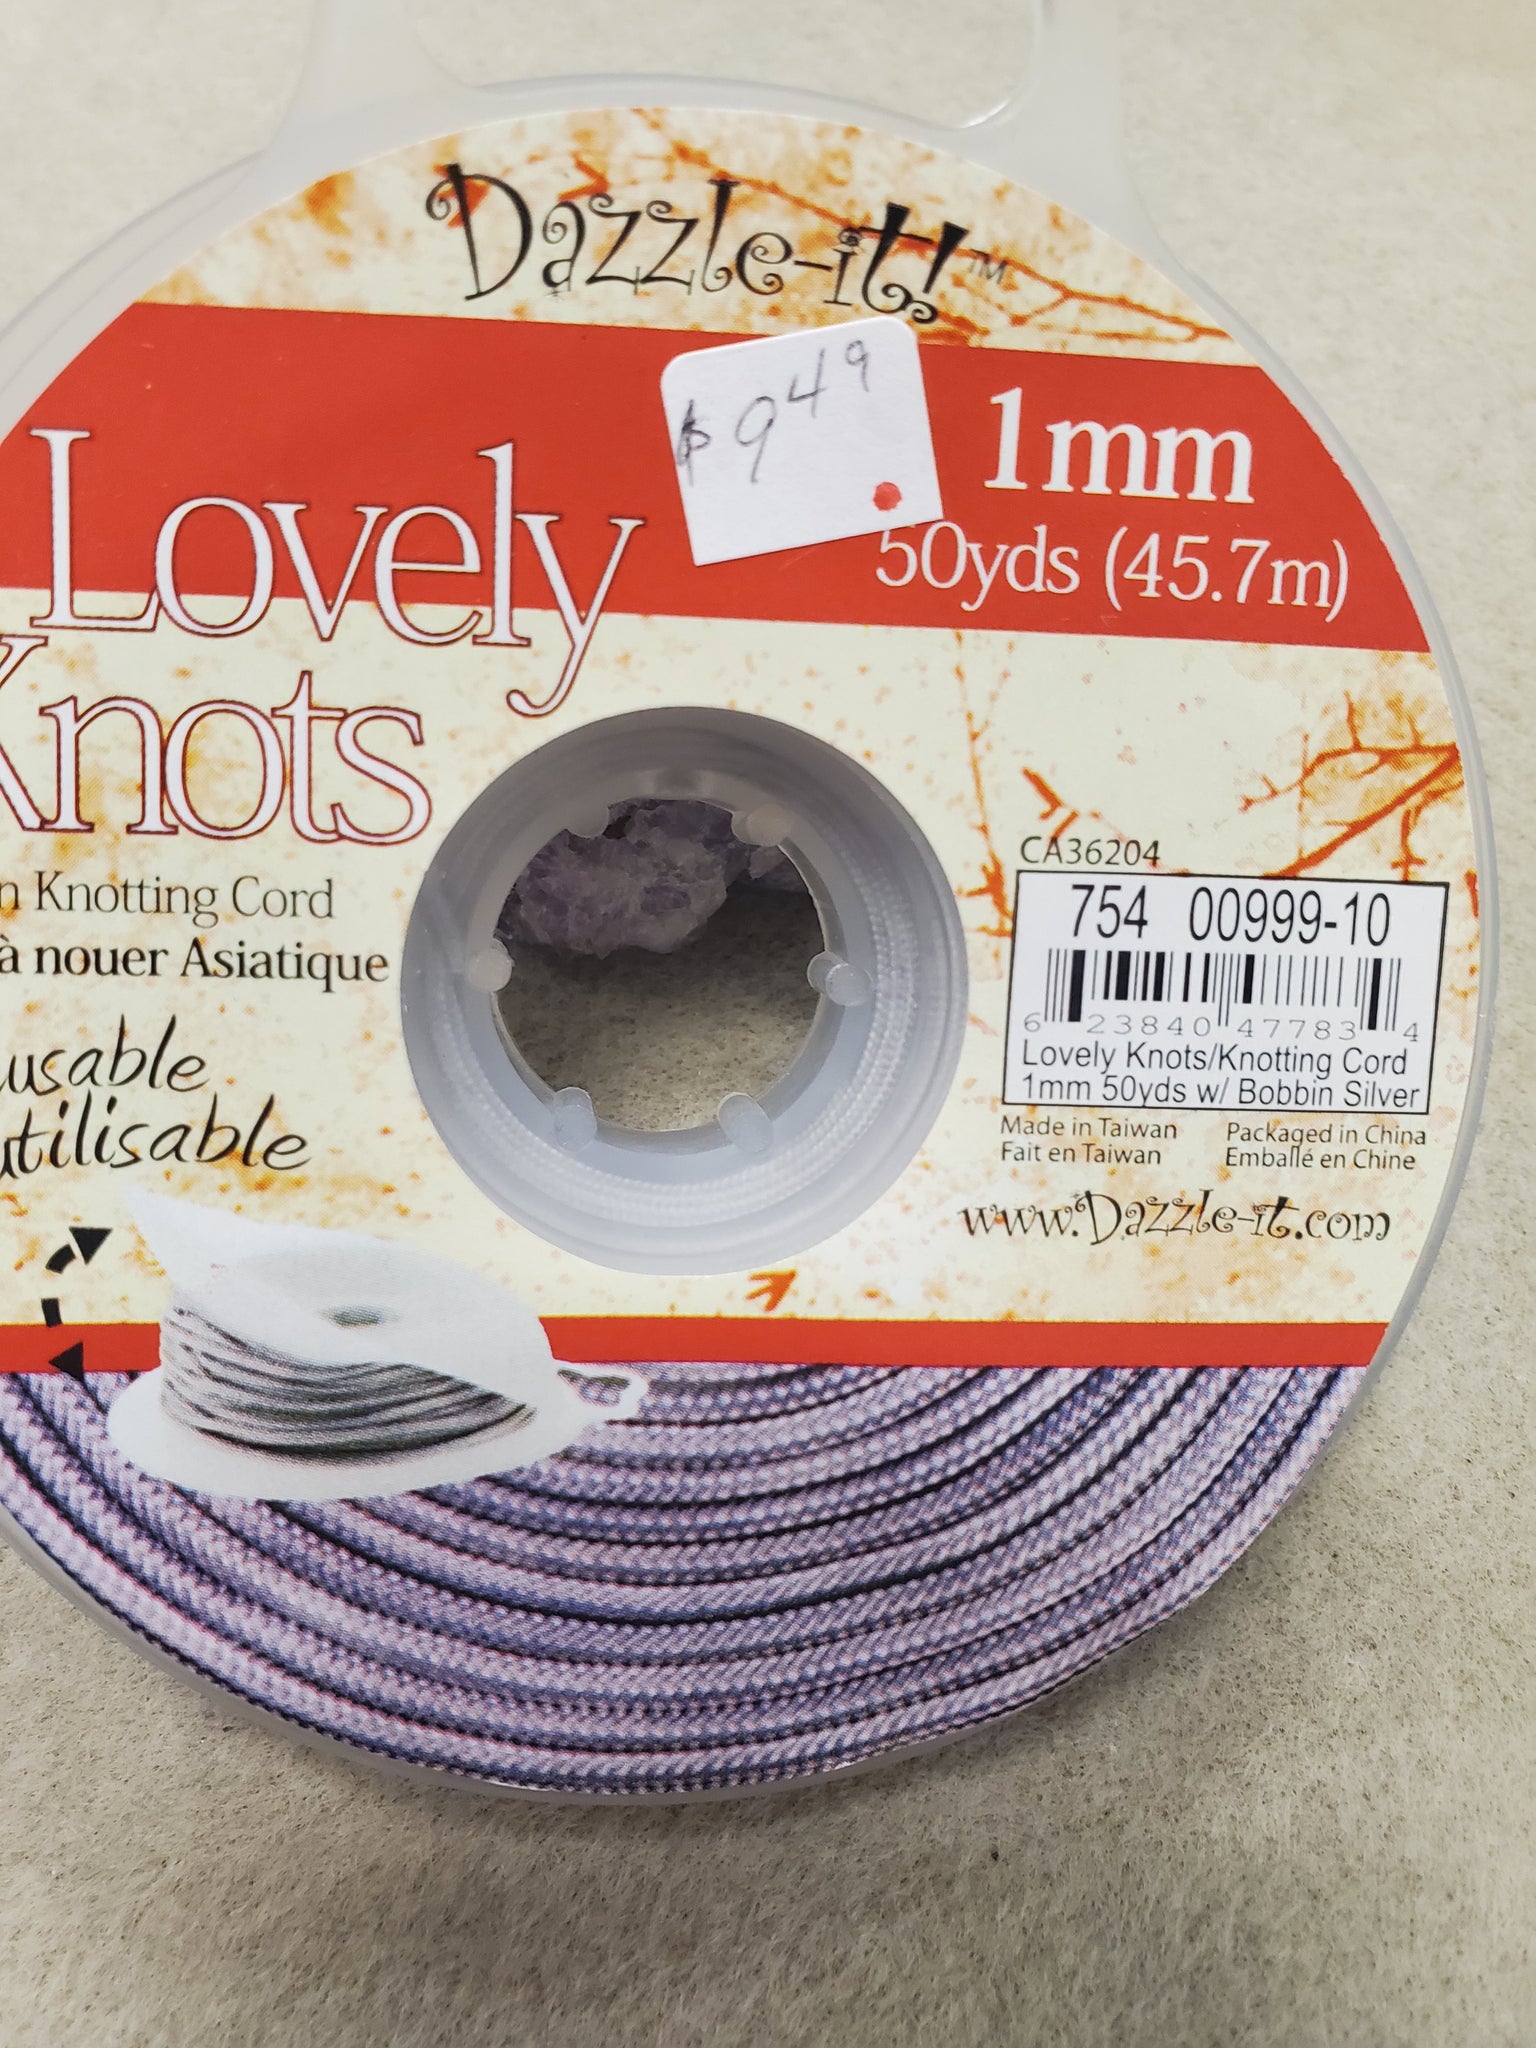 Dazzle-it!™
$9.49
1mm
50yds (45.7m)
Lovely
Knots
Knotting Cord
à nouer Asiatique
CA36204
754 00999-10
6 23840 47783 4
Lovely Knots/Knotting Cord
1mm 50yds w/ Bobbin Silver
Made in Taiwan Packaged in China
Fait en Taiwan Emballé en Chine
www.Dazzle-it.com